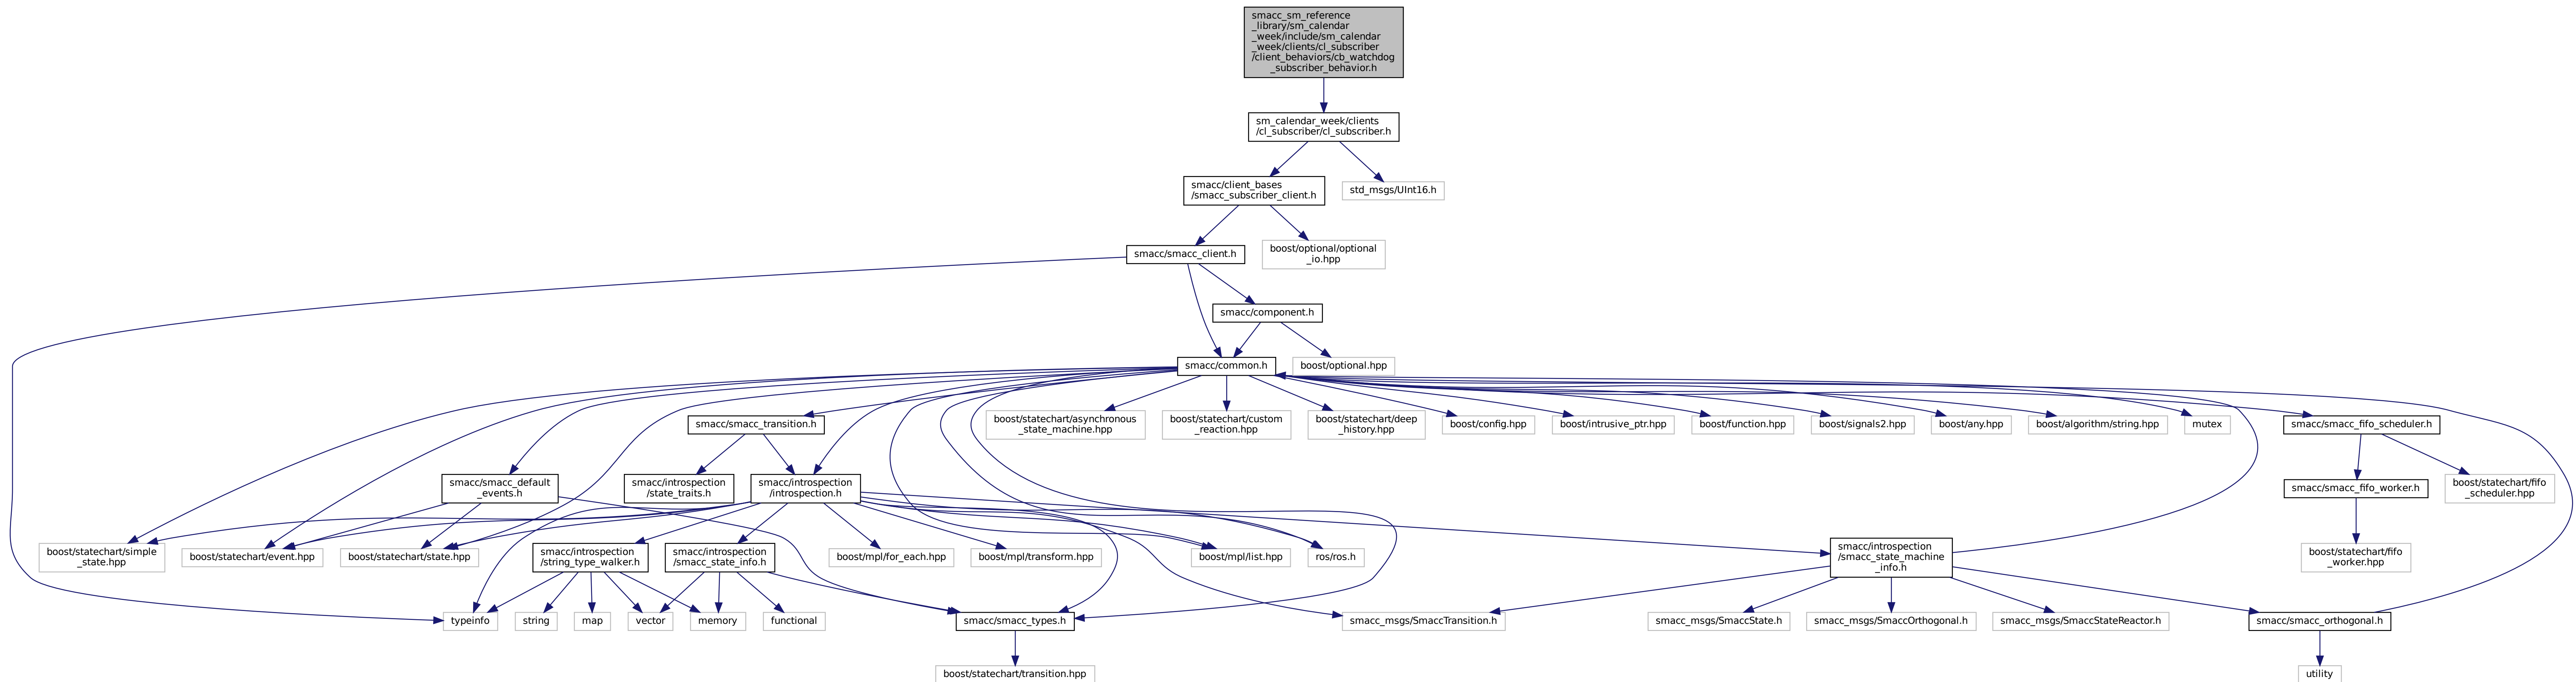 smacc_sm_reference
_library/sm_calendar
_week/include/sm_calendar
_week/clients/cl_subscriber
/client_behaviors/cb_watchdog
_subscriber_behavior.h
sm_calendar_week/clients
/cl_subscriber/cl_subscriber.h
smacc/client_bases
/smacc_subscriber_client.h
std_msgs/UInt16.h
smacc/smacc_client.h
boost/optional/optional
_io.hpp
smacc/component.h
smacc/common.h
boost/optional.hpp
smacc/smacc_transition.h
boost/statechart/asynchronous
_state_machine.hpp
boost/statechart/custom
_reaction.hpp
boost/statechart/deep
_history.hpp
boost/config.hpp
boost/intrusive_ptr.hpp
boost/function.hpp
boost/signals2.hpp
boost/any.hpp
boost/algorithm/string.hpp
mutex
smacc/smacc_fifo_scheduler.h
smacc/smacc_default
_events.h
smacc/introspection
/state_traits.h
smacc/introspection
/introspection.h
smacc/smacc_fifo_worker.h
boost/statechart/fifo
_scheduler.hpp
boost/statechart/simple
_state.hpp
boost/statechart/event.hpp
boost/statechart/state.hpp
smacc/introspection
/string_type_walker.h
smacc/introspection
/smacc_state_info.h
boost/mpl/for_each.hpp
boost/mpl/transform.hpp
boost/mpl/list.hpp
ros/ros.h
smacc/introspection
/smacc_state_machine
_info.h
boost/statechart/fifo
_worker.hpp
typeinfo
string
map
vector
memory
functional
smacc/smacc_types.h
smacc_msgs/SmaccTransition.h
smacc_msgs/SmaccState.h
smacc_msgs/SmaccOrthogonal.h
smacc_msgs/SmaccStateReactor.h
smacc/smacc_orthogonal.h
boost/statechart/transition.hpp
utility